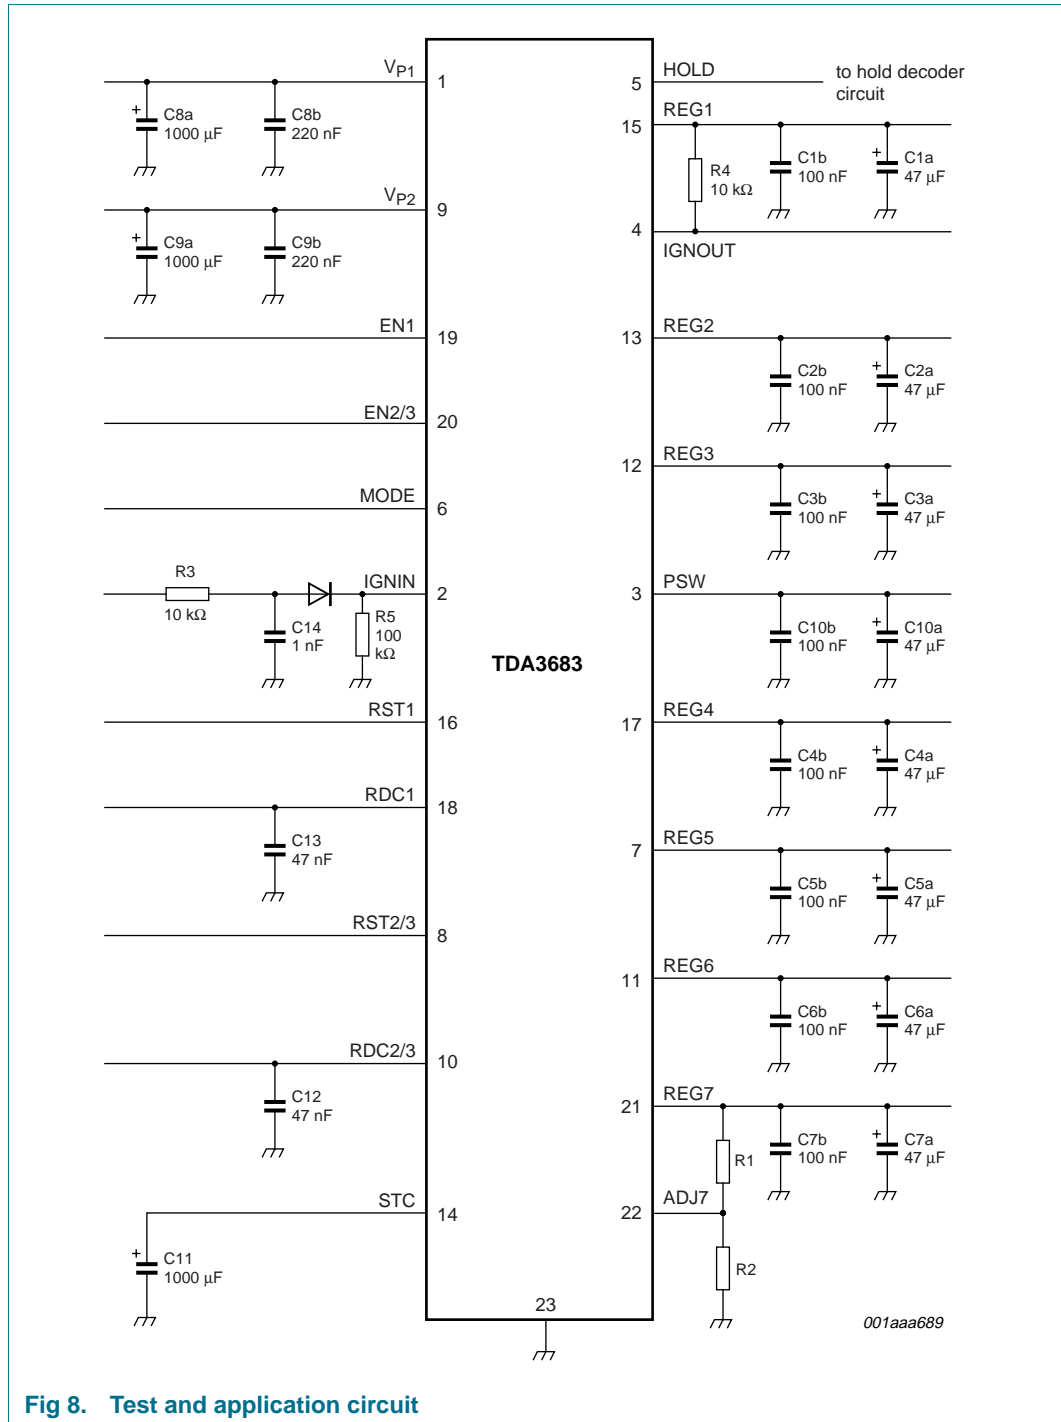 VP1
1
C8a
1000 μF
C8b
220 nF
VP2
9
C9a
1000 μF
C9b
220 nF
EN1
19
EN2/3
20
MODE
6
R3
10 kΩ
C14
1 nF
IGNIN
2
R5
100
kΩ
RST1
16
RDC1
18
C13
47 nF
RST2/3
8
RDC2/3
10
C12
47 nF
STC
14
C11
1000 μF
TDA3683
23
5
HOLD
to hold decoder
circuit
15
REG1
R4
10 kΩ
C1b
100 nF
C1a
47 μF
4
IGNOUT
13
REG2
C2b
100 nF
C2a
47 μF
12
REG3
C3b
100 nF
C3a
47 μF
3
PSW
C10b
100 nF
C10a
47 μF
17
REG4
C4b
100 nF
C4a
47 μF
7
REG5
C5b
100 nF
C5a
47 μF
11
REG6
C6b
100 nF
C6a
47 μF
21
REG7
R1
C7b
100 nF
C7a
47 μF
22
ADJ7
R2
001aaa689
Fig 8. Test and application circuit